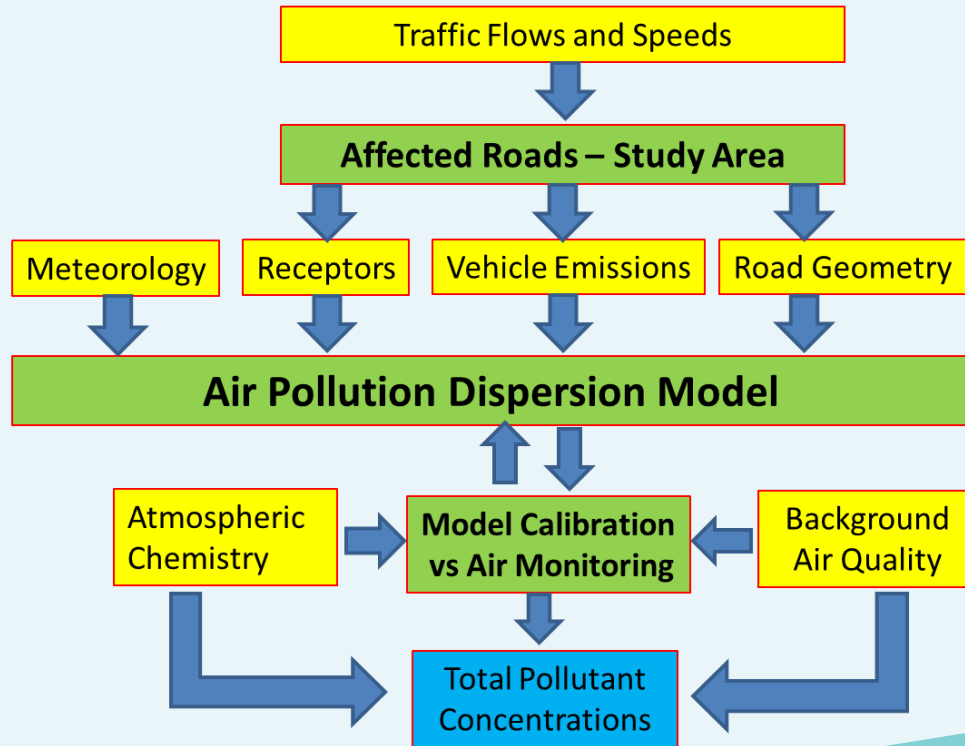 Traffic Flows and Speeds
Affected Roads – Study Area
Meteorology
Receptors
Vehicle Emissions
Road Geometry
Air Pollution Dispersion Model
Atmospheric
Chemistry
Model Calibration
vs Air Monitoring
Background
Air Quality
Total Pollutant
Concentrations